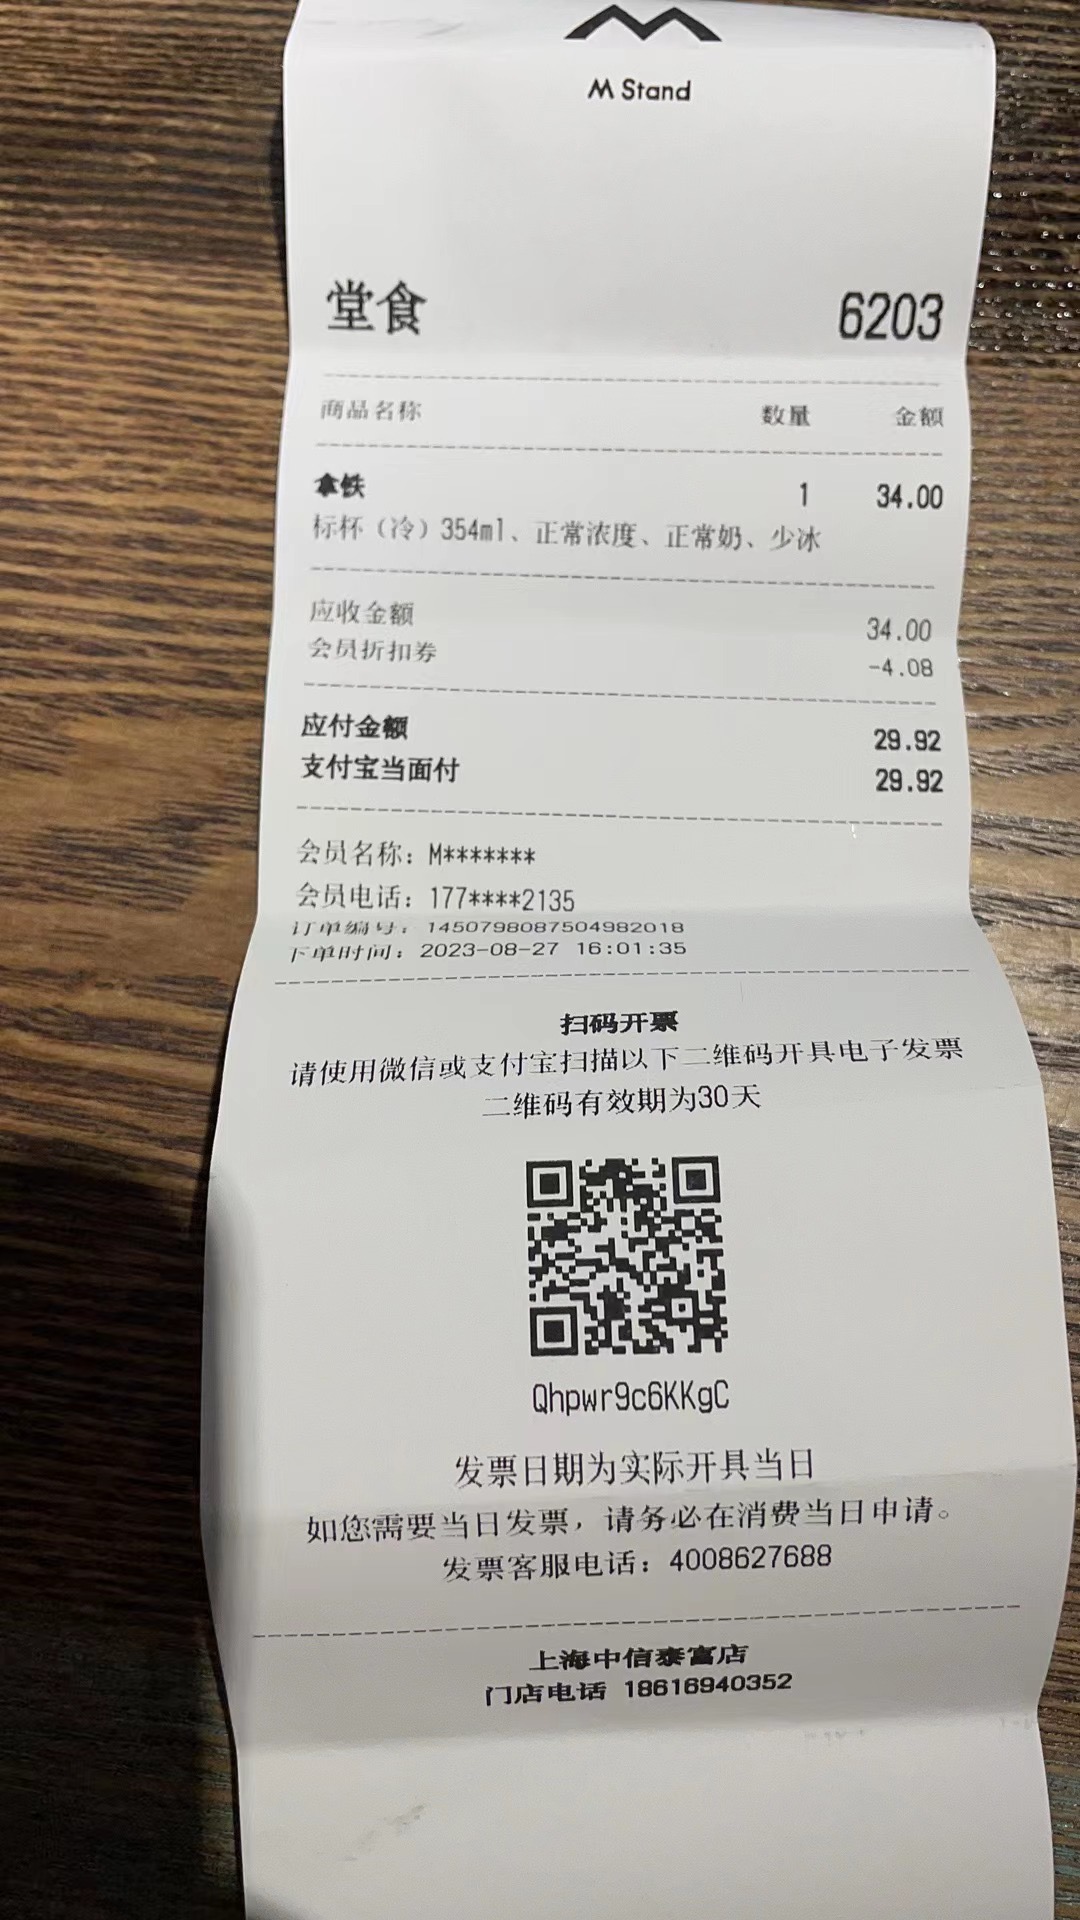 M Stand
堂食 6203
商品名称 数量 金额
拿铁 1 34.00
标杯（冷）354ml、正常浓度、正常奶、少冰
应收金额 34.00
会员折扣券 -4.08
应付金额 29.92
支付宝当面付 29.92
会员名称：M*******
会员电话：177****2135
订单编号：1450798087504982018
下单时间：2023-08-27 16:01:35
扫码开票
请使用微信或支付宝扫描以下二维码开具电子发票
二维码有效期为30天
Qhpwr9c6KKgC
发票日期为实际开具当日
如您需要当日发票，请务必在消费当日申请。
发票客服电话：4008627688
上海中信泰富店
门店电话 18616940352